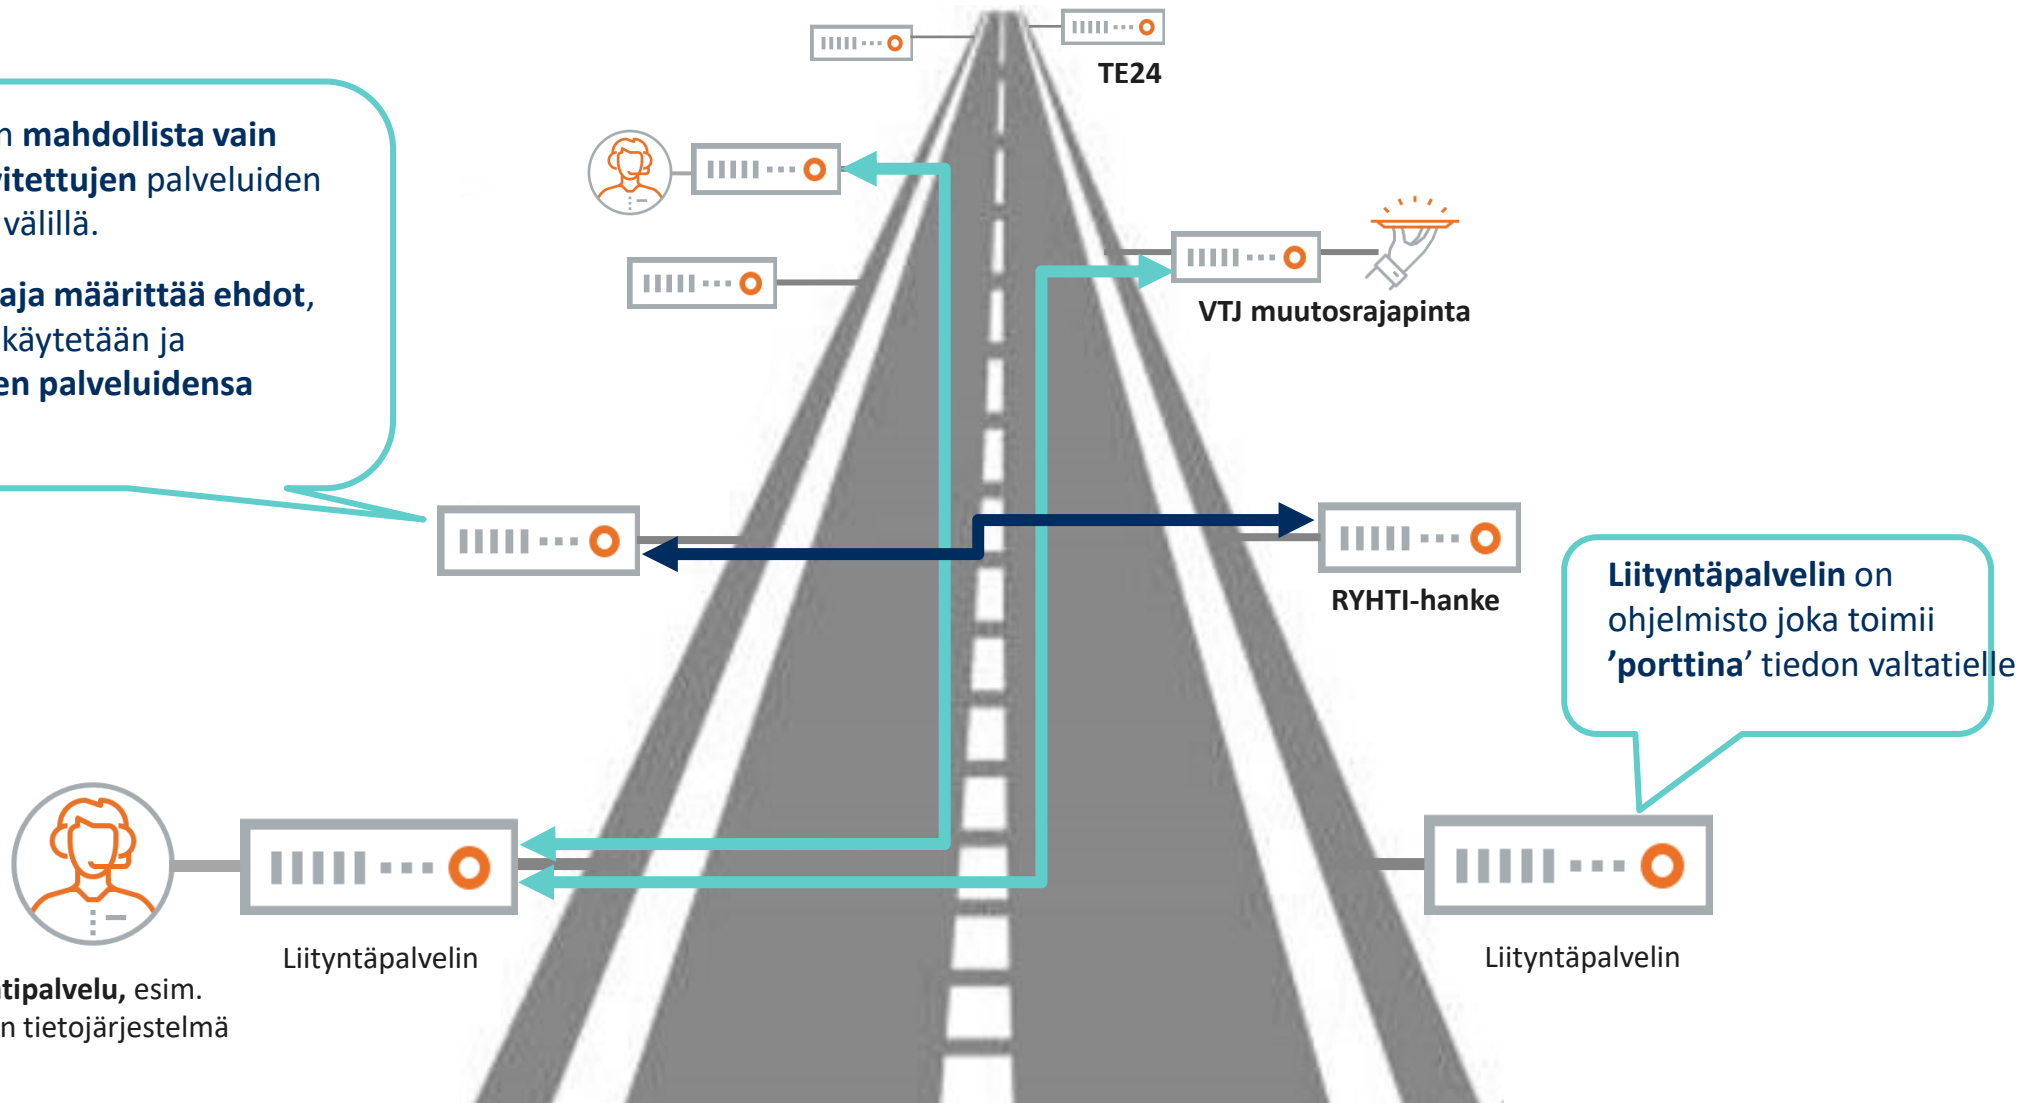 TE24
n mahdollista vain
vitettujen palveluiden
välillä.
aja määrittää ehdot,
käytetään ja
en palveluidensa
VTJ muutosrajapinta
RYHTI-hanke
Liityntäpalvelin on
ohjelmisto joka toimii
’porttina’ tiedon valtatielle
Liityntäpalvelin
Liityntäpalvelin
tipalvelu, esim.
n tietojärjestelmä